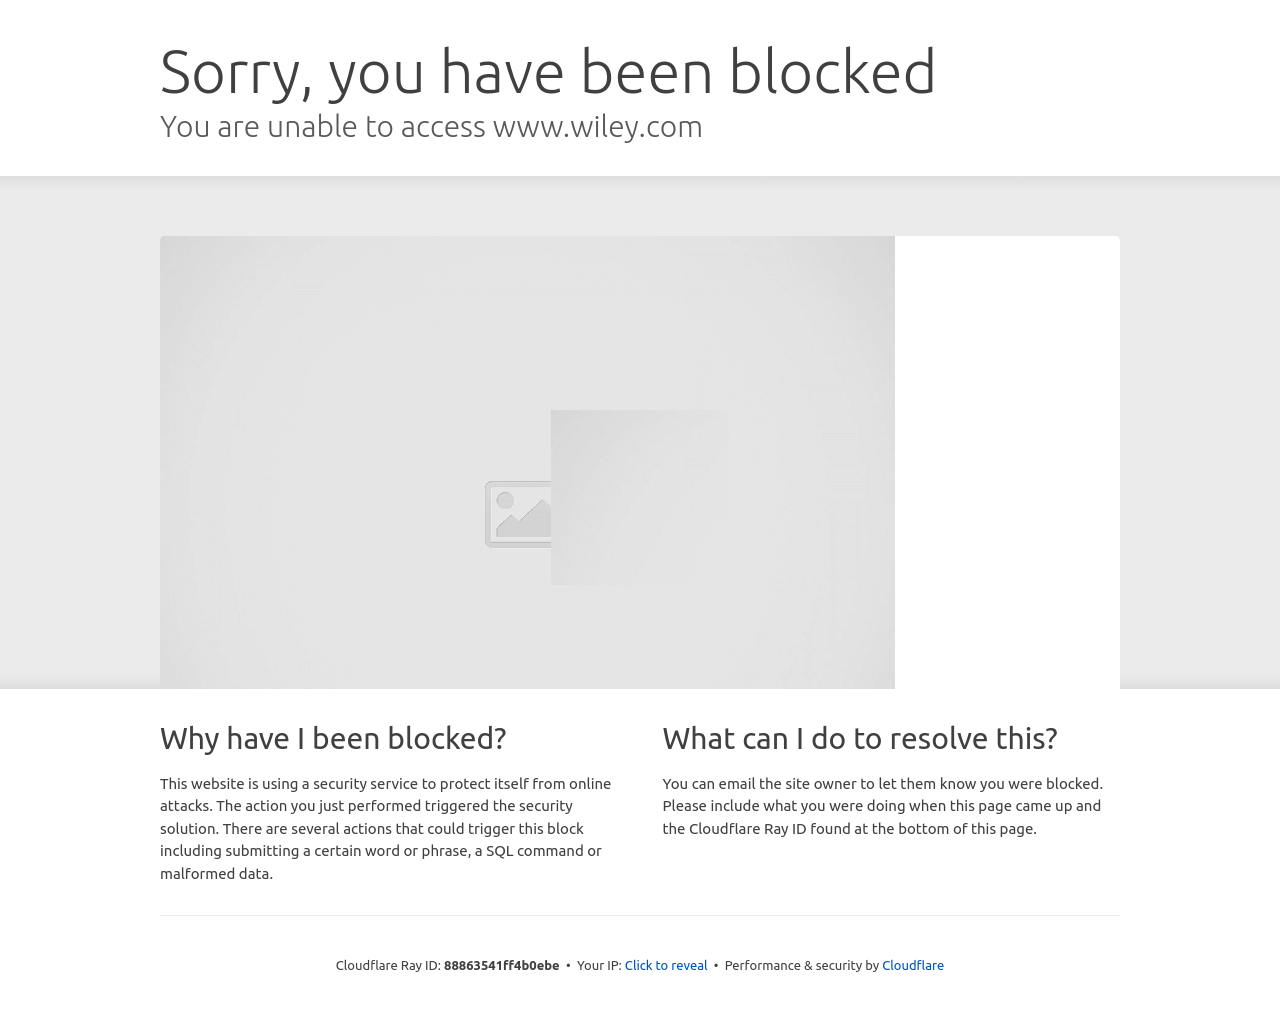 Sorry, you have been blocked
You are unable to access www.wiley.com
Why have I been blocked?
This website is using a security service to protect itself from online
attacks. The action you just performed triggered the security
solution. There are several actions that could trigger this block
including submitting a certain word or phrase, a SQL command or
malformed data.
What can I do to resolve this?
You can email the site owner to let them know you were blocked.
Please include what you were doing when this page came up and
the Cloudflare Ray ID found at the bottom of this page.
Cloudflare Ray ID: 88863541ff4b0ebe • Your IP: Click to reveal • Performance & security by Cloudflare